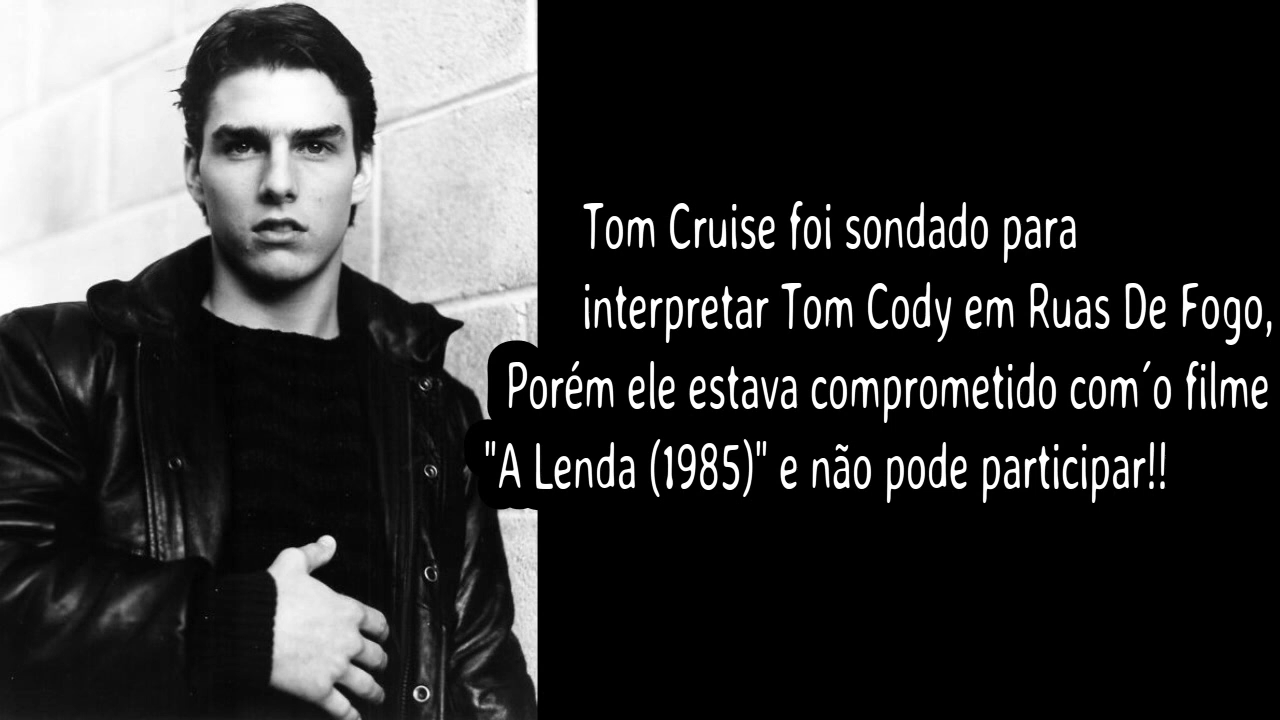 Tom Cruise foi sondado para
interpretar Tom Cody em Ruas De Fogo,
Porém ele estava comprometido com´o filme
"A Lenda (1985)" e não pode participar!!